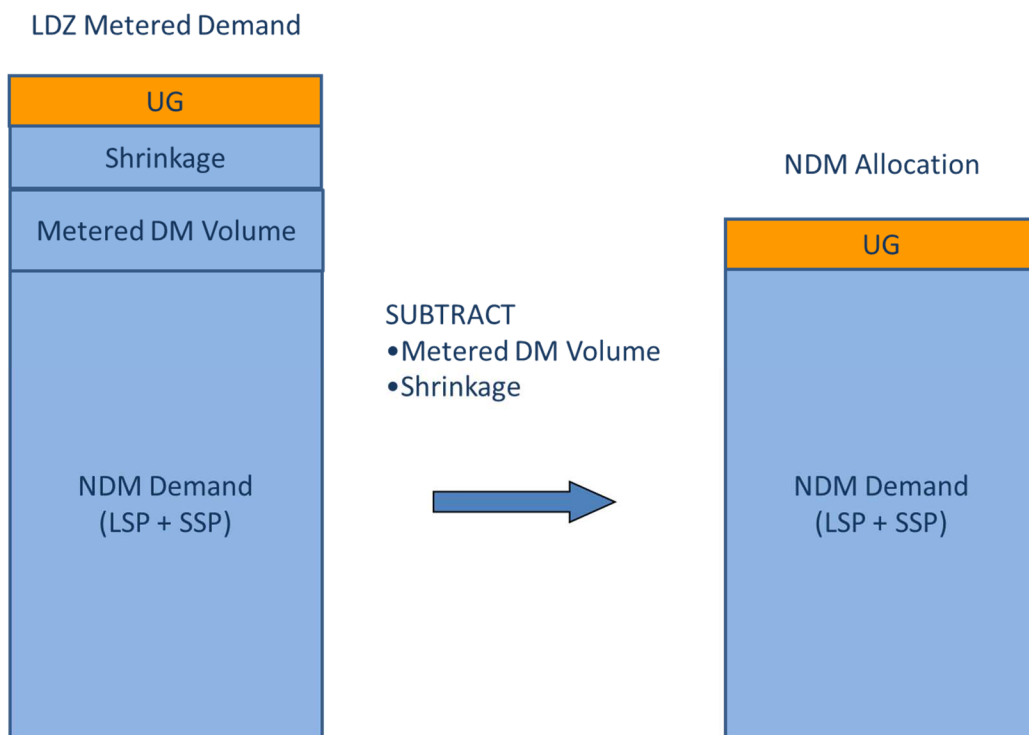 LDZ Metered Demand
UG
Shrinkage
Metered DM Volume
NDM Demand
(LSP + SSP)
SUBTRACT
•Metered DM Volume
•Shrinkage
NDM Allocation
UG
NDM Demand
(LSP + SSP)